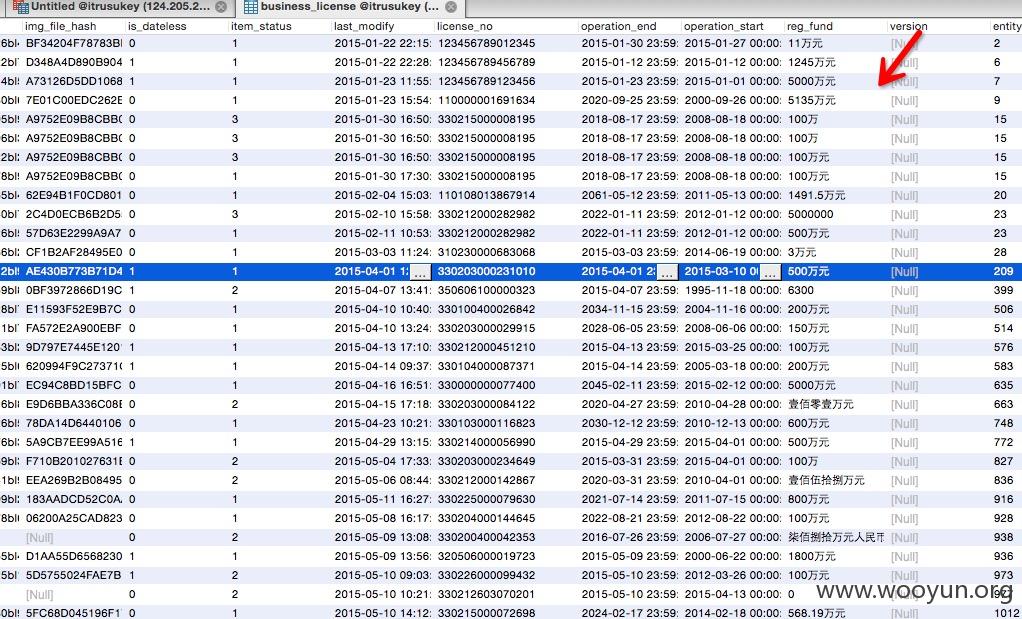 Untitled @itrusukey (124.205.2...   business_license @itrusukey (...
img_file_hash is_dateless item_status last_modify license_no operation_end operation_start reg_fund version entity
BF34204F78783BI 0 1 2015-01-22 22:15: 123456789012345 2015-01-30 23:59: 2015-01-27 00:00: 11万元 [Null] 2
D348A4D890B904 1 1 2015-01-22 22:28: 123456789456789 2015-01-12 23:59: 2015-01-12 00:00: 1245万元 [Null] 6
A73126D5DD1068 1 1 2015-01-23 11:55: 123456789123456 2015-01-23 23:59: 2015-01-01 00:00: 5000万元 [Null] 7
7E01C00EDC262E 0 1 2015-01-23 15:54: 110000001691634 2020-09-25 23:59: 2000-09-26 00:00: 5135万元 [Null] 9
A9752E09B8CBB0 0 3 2015-01-30 16:50: 330215000008195 2018-08-17 23:59: 2008-08-18 00:00: 100万 [Null] 15
A9752E09B8CBB0 0 3 2015-01-30 16:50: 330215000008195 2018-08-17 23:59: 2008-08-18 00:00: 100万 [Null] 15
A9752E09B8CBB0 0 3 2015-01-30 16:50: 330215000008195 2018-08-17 23:59: 2008-08-18 00:00: 100万元 [Null] 15
A9752E09B8CBB0 0 1 2015-01-30 17:30: 330215000008195 2018-08-17 23:59: 2008-08-18 00:00: 100万元 [Null] 15
62E94B1F0CD801 0 1 2015-02-04 15:03: 110108013867914 2061-05-12 23:59: 2011-05-13 00:00: 1491.5万元 [Null] 20
2C4D0ECB6B2D5 0 3 2015-02-10 15:58: 330212000282982 2022-01-11 23:59: 2012-01-12 00:00: 5000000 [Null] 23
57D63E2299A9A7 0 1 2015-02-11 10:53: 330212000282982 2022-01-11 23:59: 2012-01-12 00:00: 500万元 [Null] 23
CF1B2AF28495E0 0 1 2015-03-03 11:24: 310230000683068 2015-03-03 23:59: 2014-06-19 00:00: 3万元 [Null] 28
AE430B773B71D4 1 1 2015-04-01 1 ... 330203000231010 2015-04-01 2 ... 2015-03-10 0 ... 500万元 [Null] 209
0BF3972866D19C 1 2 2015-04-07 13:41: 350606100000323 2015-04-07 23:59: 1995-11-18 00:00: 6300 [Null] 399
E11593F52E9B7C 0 1 2015-04-10 10:40: 330100400026842 2034-11-15 23:59: 2004-11-16 00:00: 200万元 [Null] 506
FA572E2A900EBF 0 1 2015-04-10 17:50: 330204000029915 2028-06-05 23:59: 2008-06-06 00:00: 150万元 [Null] 514
9D797E7445E120 1 1 2015-04-13 17:10: 330212000451210 2015-04-13 23:59: 2015-03-25 00:00: 100万元 [Null] 576
620994F9C27371 1 2015-04-14 09:37: 330104000087371 2015-04-14 23:59: 2005-03-18 00:00: 200万元 [Null] 583
EC94C8BD15BFC 0 1 2015-04-16 16:51: 330000000077400 2045-02-11 23:59: 2015-02-12 00:00: 5000万元 [Null] 635
E9D6BBA336C08E 0 2 2015-04-15 17:18: 330203000084122 2020-04-27 23:59: 2010-04-28 00:00: 壹佰零壹万元 [Null] 663
78DA14D6440106 0 1 2015-04-23 10:21: 330103000116823 2030-12-12 23:59: 2010-12-13 00:00: 600万元 [Null] 748
5A9CB7EE99A516 1 1 2015-04-29 13:15: 330214000056990 2015-04-29 23:59: 2015-04-01 00:00: 500万元 [Null] 772
F710B201027631 0 2 2015-05-04 17:33: 330203000234649 2015-03-31 23:59: 2015-04-01 00:00: 100万 [Null] 827
EEA269B2B08495 0 2 2015-05-06 08:44: 330212000142867 2020-03-31 23:59: 2010-04-01 00:00: 壹佰伍拾捌万元 [Null] 836
183AADCD52C0A 0 1 2015-05-11 16:27: 330225000079630 2021-07-14 23:59: 2011-07-15 00:00: 800万元 [Null] 916
06200A25CAD823 0 1 2015-05-08 16:17: 330204000144645 2022-08-21 23:59: 2012-08-22 00:00: 100万元 [Null] 928
[Null] 0 2 2015-05-09 13:08: 330200400042353 2016-07-26 23:59: 2006-07-27 00:00: 柒佰捌拾万元人民币 [Null] 938
D1AA55D6568230 1 1 2015-05-09 13:56: 320506000019723 2015-05-09 23:59: 2000-06-22 00:00: 1800万元 [Null] 936
5D5755024FAE7B 1 2 2015-05-10 09:03: 330226000099432 2015-05-10 23:59: 2012-03-26 00:00: 100万元 [Null] 973
[Null] 0 2 2015-05-10 10:21: 330212603070201 2015-05-10 23:59: 2015-04-13 00:00: 0 [Null]
5FC68D045196F1 0 1 2015-05-10 14:12: 330215000072698 2024-02-17 23:59: 2014-02-18 00:00: 568.19万元 [Null] 1012
www.wooyun.org